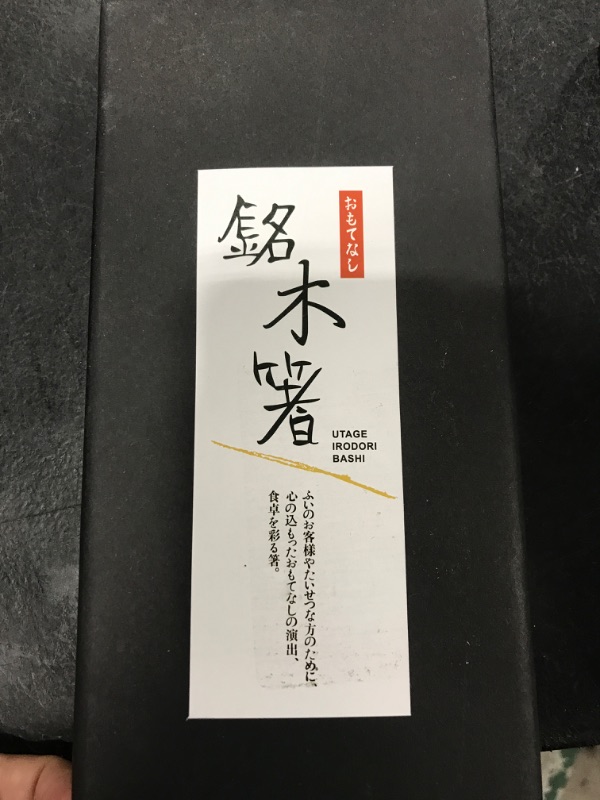 おもてなし
銘木箸
UTAGE
IRODORI
BASHI
ふいのお客様やたいせつな方のために、
心の込もったおもてなしの演出、
食卓を彩る箸。